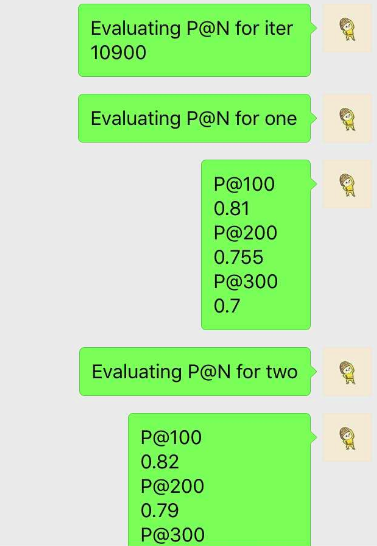 Evaluating P@N for iter
10900
Evaluating P@N for one
P@100
0.81
P@200
0.755
P@300
0.7
Evaluating P@N for two
P@100
0.82
P@200
0.79
P@300